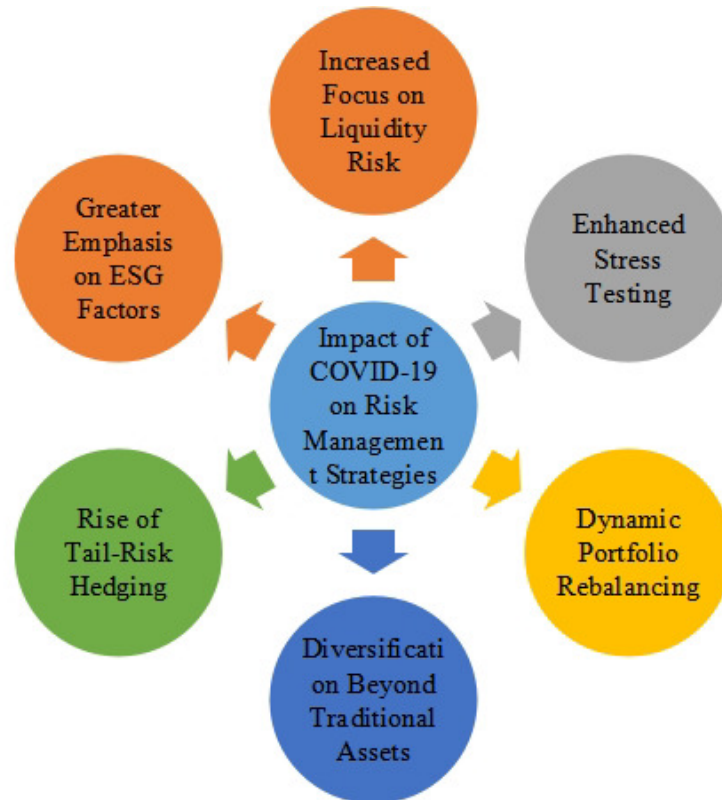 Increased
Focus on
Liquidity
Risk
Greater
Emphasis
on ESG
Factors
Enhanced
Stress
Testing
Impact of
COVID-19
on Risk
Managemen
t Strategies
Rise of
Tail-Risk
Hedging
Dynamic
Portfolio
Rebalancing
Diversificati
on Beyond
Traditional
Assets